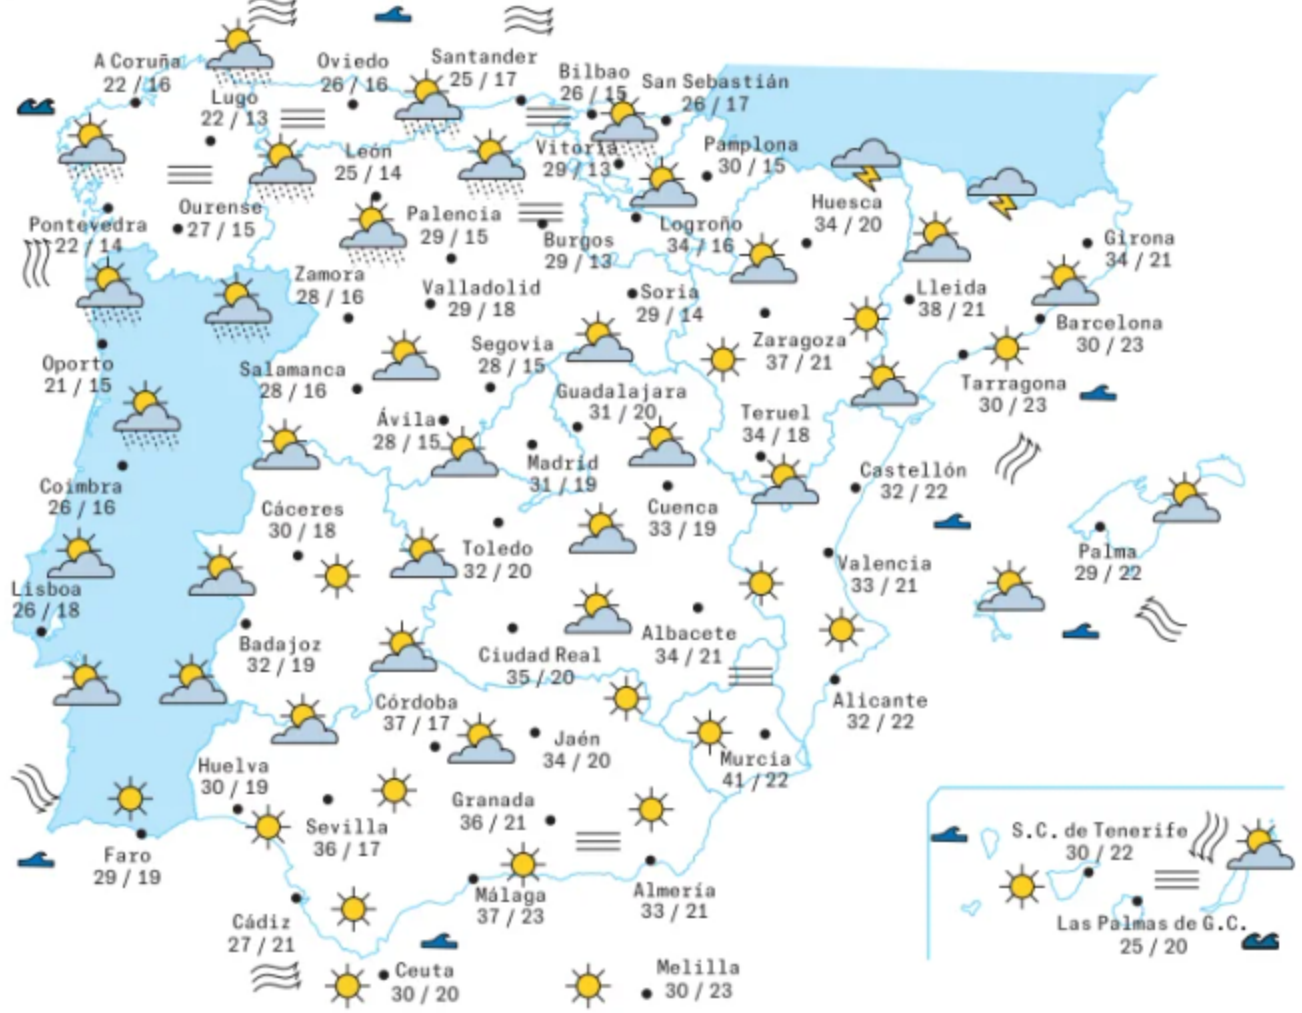 A Coruña
22 / 16
Oviedo
26 / 16
Santander
25 / 17
Bilbao
26 / 15
San Sebastián
26 / 17
Lugo
22 / 13
León
25 / 14
Vitoria
29 / 13
Pamplona
30 / 15
Pontevedra
22 / 14
Ourense
27 / 15
Palencia
29 / 15
Burgos
29 / 13
Logroño
34 / 16
Huesca
34 / 20
Girona
34 / 21
Zamora
28 / 16
Valladolid
29 / 18
Soria
29 / 14
Lleida
38 / 21
Barcelona
30 / 23
Oporto
21 / 15
Salamanca
28 / 16
Segovia
28 / 15
Zaragoza
37 / 21
Tarragona
30 / 23
Guadalajara
31 / 20
Ávila
28 / 15
Teruel
34 / 18
Madrid
31 / 19
Castellón
32 / 22
Coimbra
26 / 16
Cáceres
30 / 18
Cuenca
33 / 19
Toledo
32 / 20
Palma
29 / 22
Valencia
33 / 21
Lisboa
26 / 18
Badajoz
32 / 19
Ciudad Real
35 / 20
Albacete
34 / 21
Córdoba
37 / 17
Alicante
32 / 22
Jaén
34 / 20
Murcia
41 / 22
Huelva
30 / 19
Sevilla
36 / 17
Granada
36 / 21
S.C. de Tenerife
30 / 22
Faro
29 / 19
Málaga
37 / 23
Almería
33 / 21
Cádiz
27 / 21
Las Palmas de G.C.
25 / 20
Ceuta
30 / 20
Melilla
30 / 23